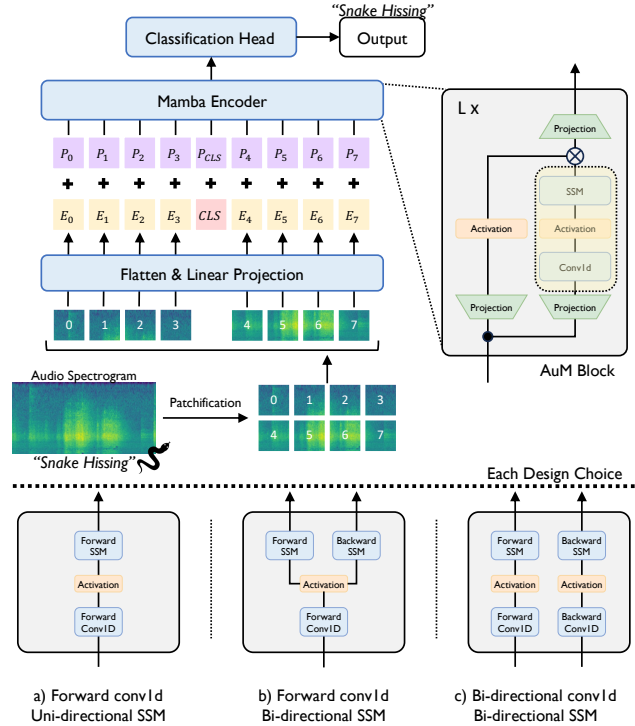 “Snake Hissing”
Classification Head
Output
Mamba Encoder
P0 P1 P2 P3 PCLS P4 P5 P6 P7
+ + + + + + + + +
E0 E1 E2 E3 CLS E4 E5 E6 E7
Flatten & Linear Projection
0 1 2 3 4 5 6 7
L x
Projection
SSM
Activation
Activation
Conv1d
Projection
Projection
AuM Block
Audio Spectrogram
Patchification
0 1 2 3
4 5 6 7
“Snake Hissing”
Each Design Choice
Forward
SSM
Activation
Forward
Conv1D
Forward
SSM
Backward
SSM
Activation
Forward
Conv1D
Forward
SSM
Backward
SSM
Activation
Activation
Forward
Conv1D
Backward
Conv1D
a) Forward conv1d
Uni-directional SSM
b) Forward conv1d
Bi-directional SSM
c) Bi-directional conv1d
Bi-directional SSM